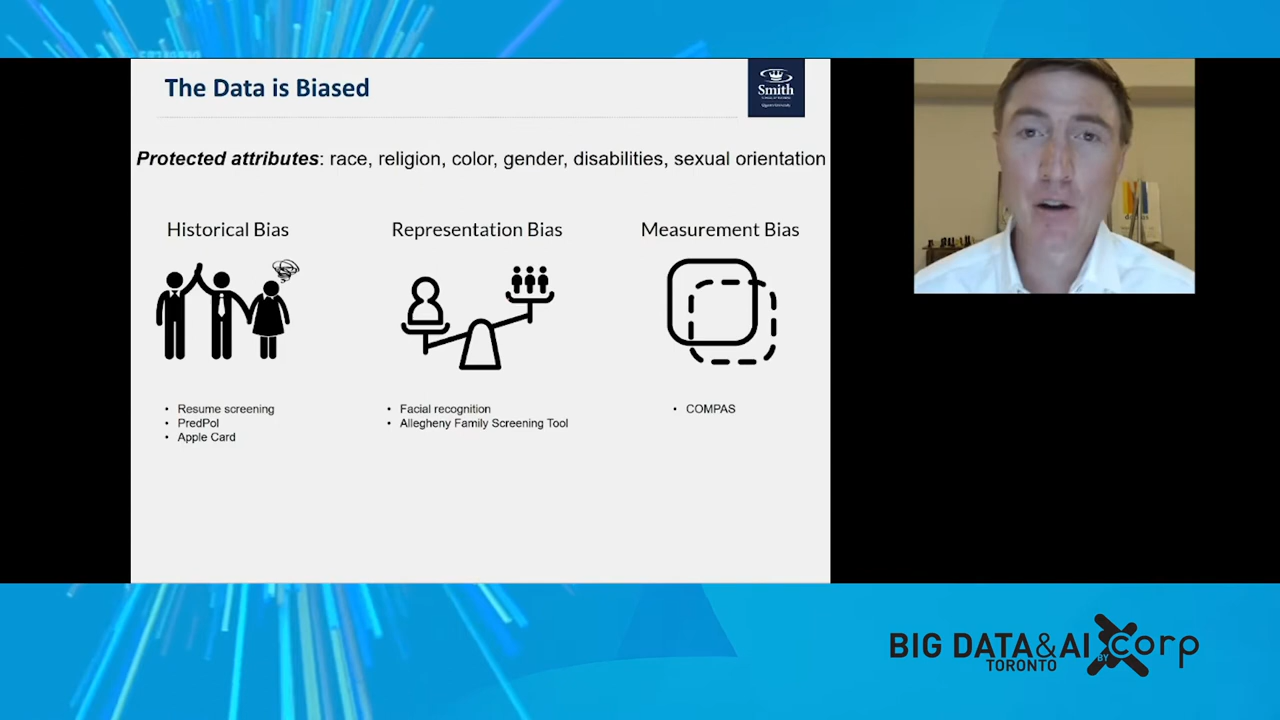 The Data is Biased
Smith
Protected attributes: race, religion, color, gender, disabilities, sexual orientation
Historical Bias
Representation Bias
Measurement Bias
• Resume screening
• PredPol
• Apple Card
• Facial recognition
• Allegheny Family Screening Tool
• COMPAS
BIG DATA&AI
TORONTO
BY
corp